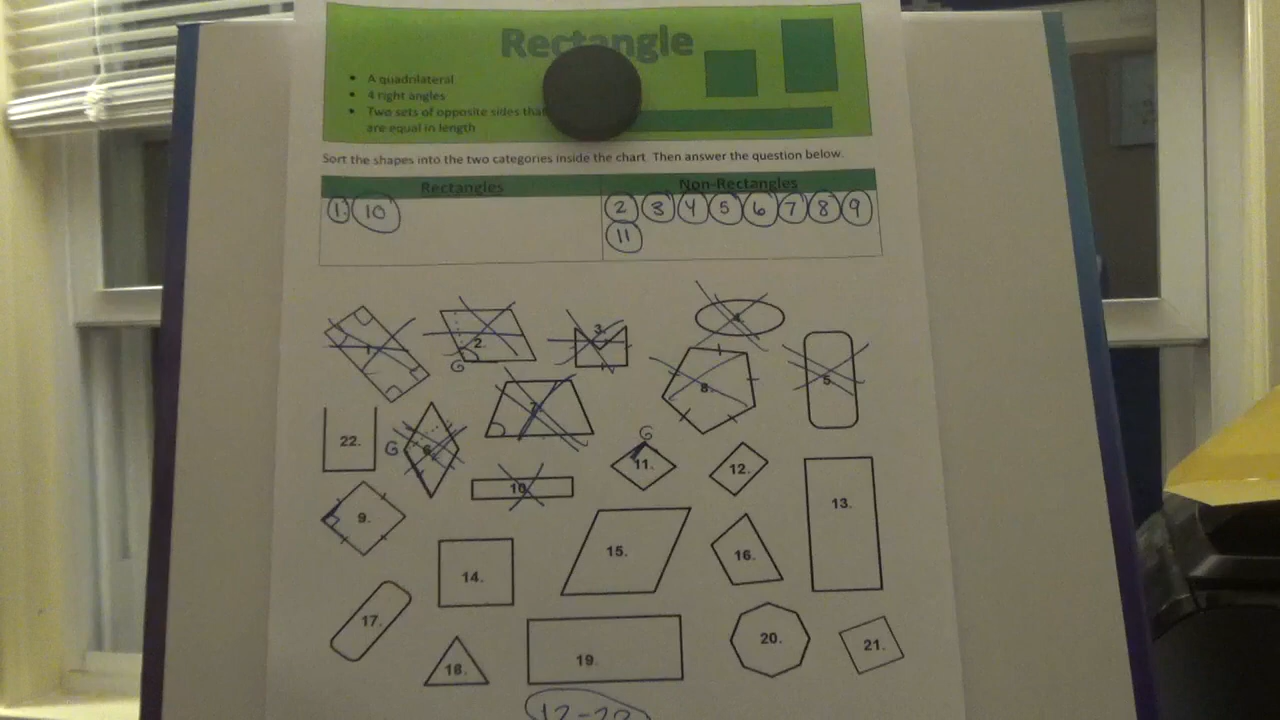 Rectangle
• A quadrilateral
• 4 right angles
• Two sets of opposite sides that
are equal in length
Sort the shapes into the two categories inside the chart. Then answer the question below.
Rectangles Non-Rectangles
1. 10 2 3 4 5 6 7 8 9
11
1. 2. 3. 4.
G
5. 7. 8.
22. G 6. G
11. 12. 13.
9. 10.
14. 15. 16.
17. 18. 19. 20. 21.
12-22